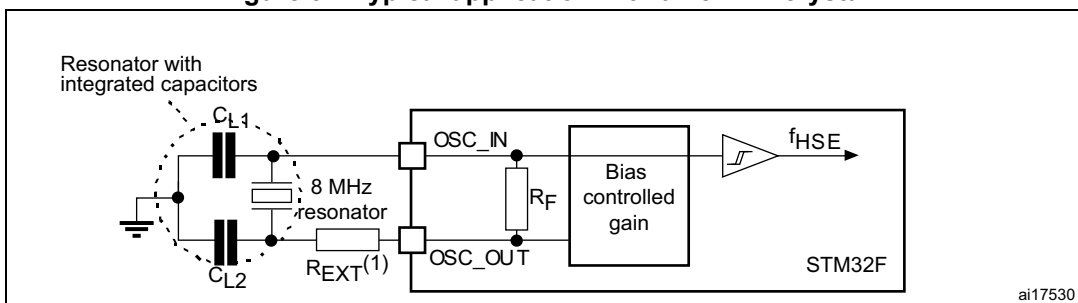 Resonator with
integrated capacitors
CL1
OSC_IN
fHSE
8 MHz
resonator
RF
Bias
controlled
gain
REXT(1)
OSC_OUT
CL2
STM32F
ai17530